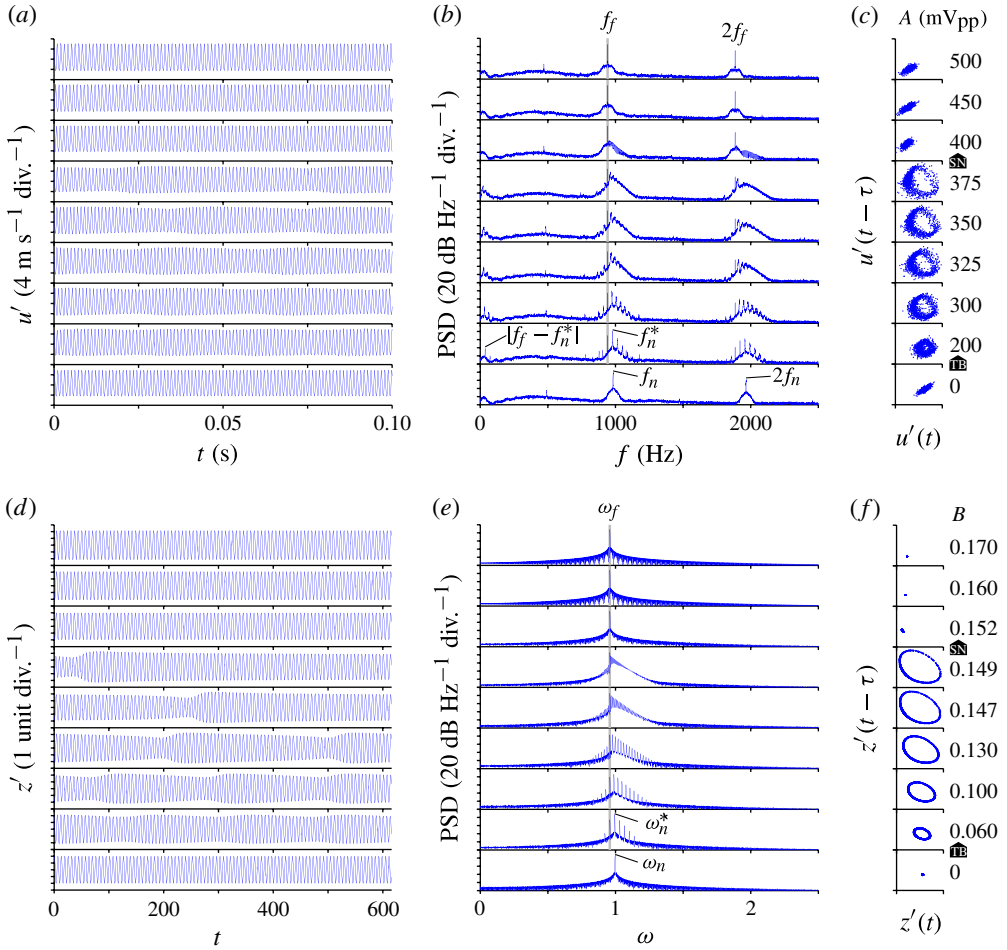 (a) (b) (c) A (mVpp)
f_f 2f_f
500
450
400
SN
375
350
325
300
200
TB
0
u′ (4 m s⁻¹ div.⁻¹)
PSD (20 dB Hz⁻¹ div.⁻¹)
u′(t − τ)
|f_f − f_n*| f_n*
f_n 2f_n
0 0.05 0.10
t (s)
0 1000 2000
f (Hz)
u′(t)
(d) (e) (f) B
ω_f
0.170
0.160
0.152
SN
0.149
0.147
0.130
0.100
0.060
TB
0
z′ (1 unit div.⁻¹)
PSD (20 dB Hz⁻¹ div.⁻¹)
z′(t − τ)
ω_n*
ω_n
0 200 400 600
t
0 1 2
ω
z′(t)